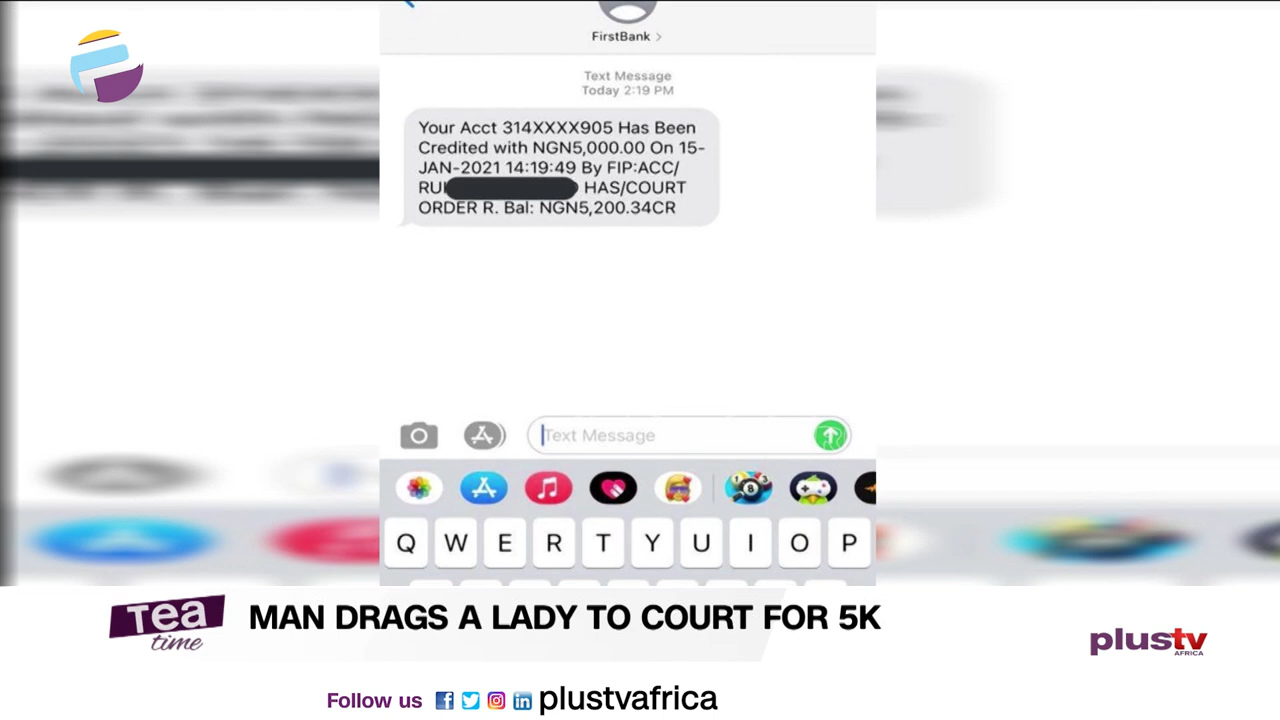 FirstBank >
Text Message
Today 2:19 PM
Your Acct 314XXXX905 Has Been
Credited with NGN5,000.00 On 15-
JAN-2021 14:19:49 By FIP:ACC/
RUI HAS/COURT
ORDER R. Bal: NGN5,200.34CR
Text Message
Q W E R T Y U I O P
Tea
time
MAN DRAGS A LADY TO COURT FOR 5K
plustv
AFRICA
Follow us plustvafrica